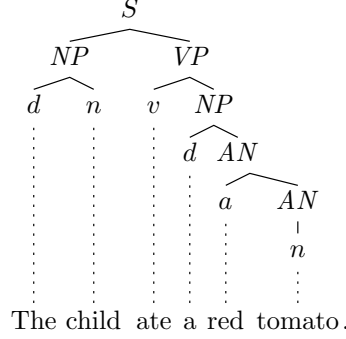 S
NP VP
d n v NP
d AN
a AN
n
The child ate a red tomato.